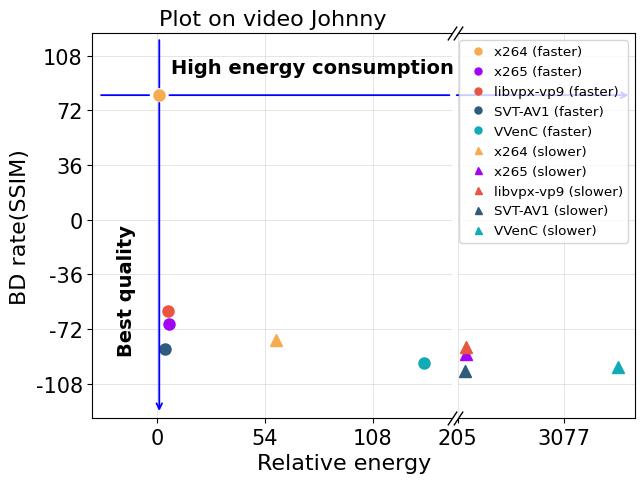 Plot on video Johnny
High energy consumption
Best quality
BD rate(SSIM)
108
72
36
0
-36
-72
-108
0
54
108
205
3077
Relative energy
x264 (faster)
x265 (faster)
libvpx-vp9 (faster)
SVT-AV1 (faster)
VVenC (faster)
x264 (slower)
x265 (slower)
libvpx-vp9 (slower)
SVT-AV1 (slower)
VVenC (slower)